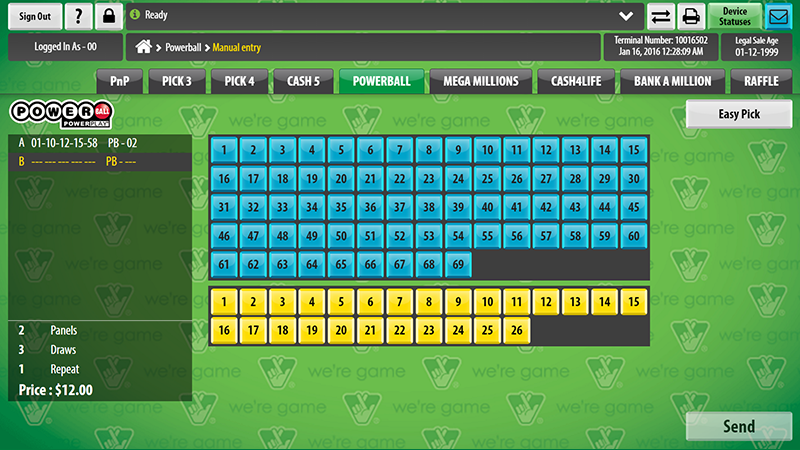 Sign Out ? Ready Device Statuses
Logged In As - 00 > Powerball > Manual entry Terminal Number: 10016502 Legal Sale Age
Jan 16, 2016 12:28:09 AM 01-12-1999
PnP PICK 3 PICK 4 CASH 5 POWERBALL MEGA MILLIONS CASH4LIFE BANK A MILLION RAFFLE
POWERBALL
POWERPLAY
Easy Pick
A 01-10-12-15-58 PB - 02
B --- --- --- --- --- PB - ---
1 2 3 4 5 6 7 8 9 10 11 12 13 14 15
16 17 18 19 20 21 22 23 24 25 26 27 28 29 30
31 32 33 34 35 36 37 38 39 40 41 42 43 44 45
46 47 48 49 50 51 52 53 54 55 56 57 58 59 60
61 62 63 64 65 66 67 68 69
1 2 3 4 5 6 7 8 9 10 11 12 13 14 15
16 17 18 19 20 21 22 23 24 25 26
2 Panels
3 Draws
1 Repeat
Price : $12.00
Send
we're game